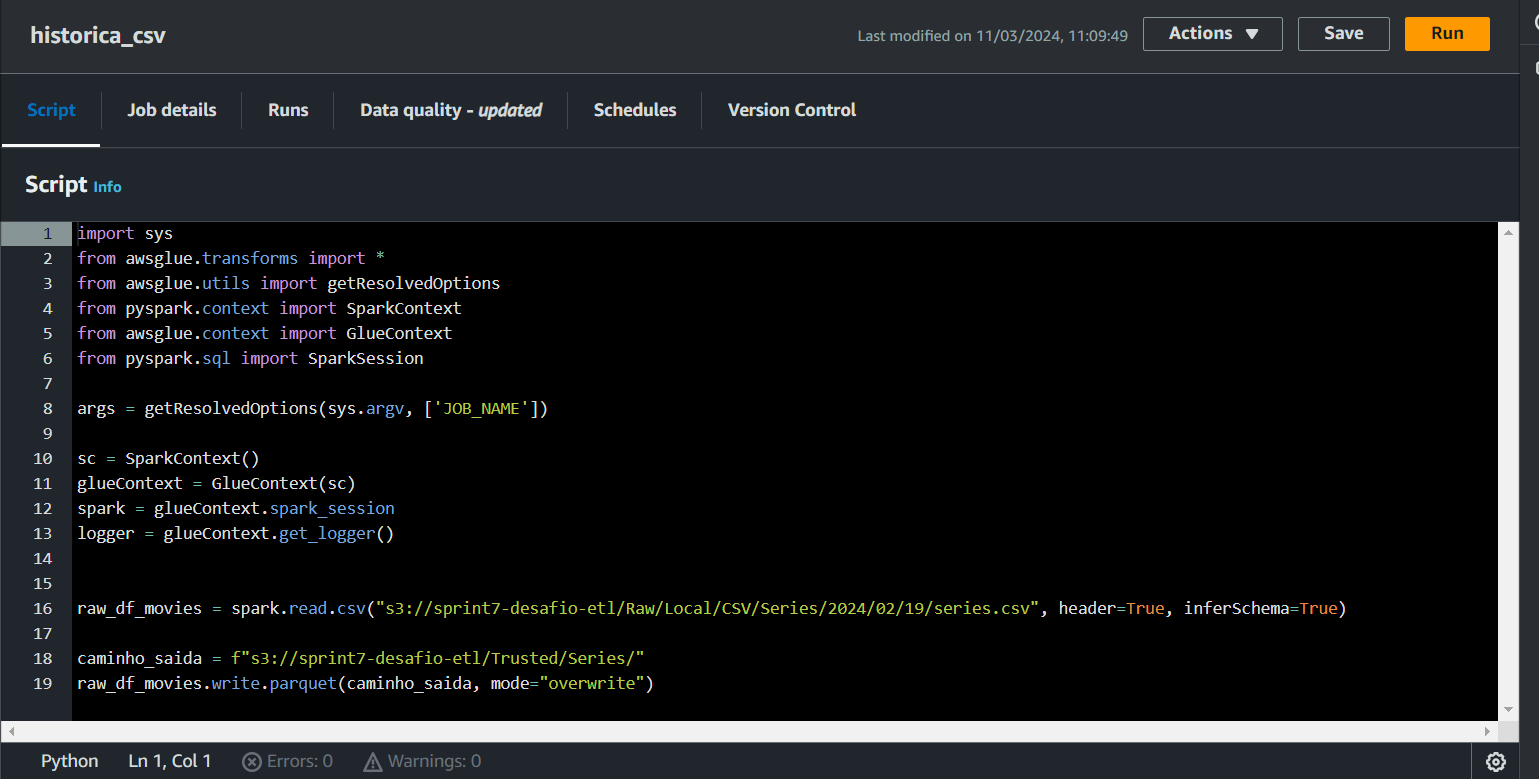 historica_csv
Last modified on 11/03/2024, 11:09:49
Actions ▼
Save
Run
Script
Job details
Runs
Data quality - updated
Schedules
Version Control
Script Info
1 import sys
2 from awsglue.transforms import *
3 from awsglue.utils import getResolvedOptions
4 from pyspark.context import SparkContext
5 from awsglue.context import GlueContext
6 from pyspark.sql import SparkSession
7
8 args = getResolvedOptions(sys.argv, ['JOB_NAME'])
9
10 sc = SparkContext()
11 glueContext = GlueContext(sc)
12 spark = glueContext.spark_session
13 logger = glueContext.get_logger()
14
15
16 raw_df_movies = spark.read.csv("s3://sprint7-desafio-etl/Raw/Local/CSV/Series/2024/02/19/series.csv", header=True, inferSchema=True)
17
18 caminho_saida = f"s3://sprint7-desafio-etl/Trusted/Series/"
19 raw_df_movies.write.parquet(caminho_saida, mode="overwrite")
Python Ln 1, Col 1 Errors: 0 Warnings: 0